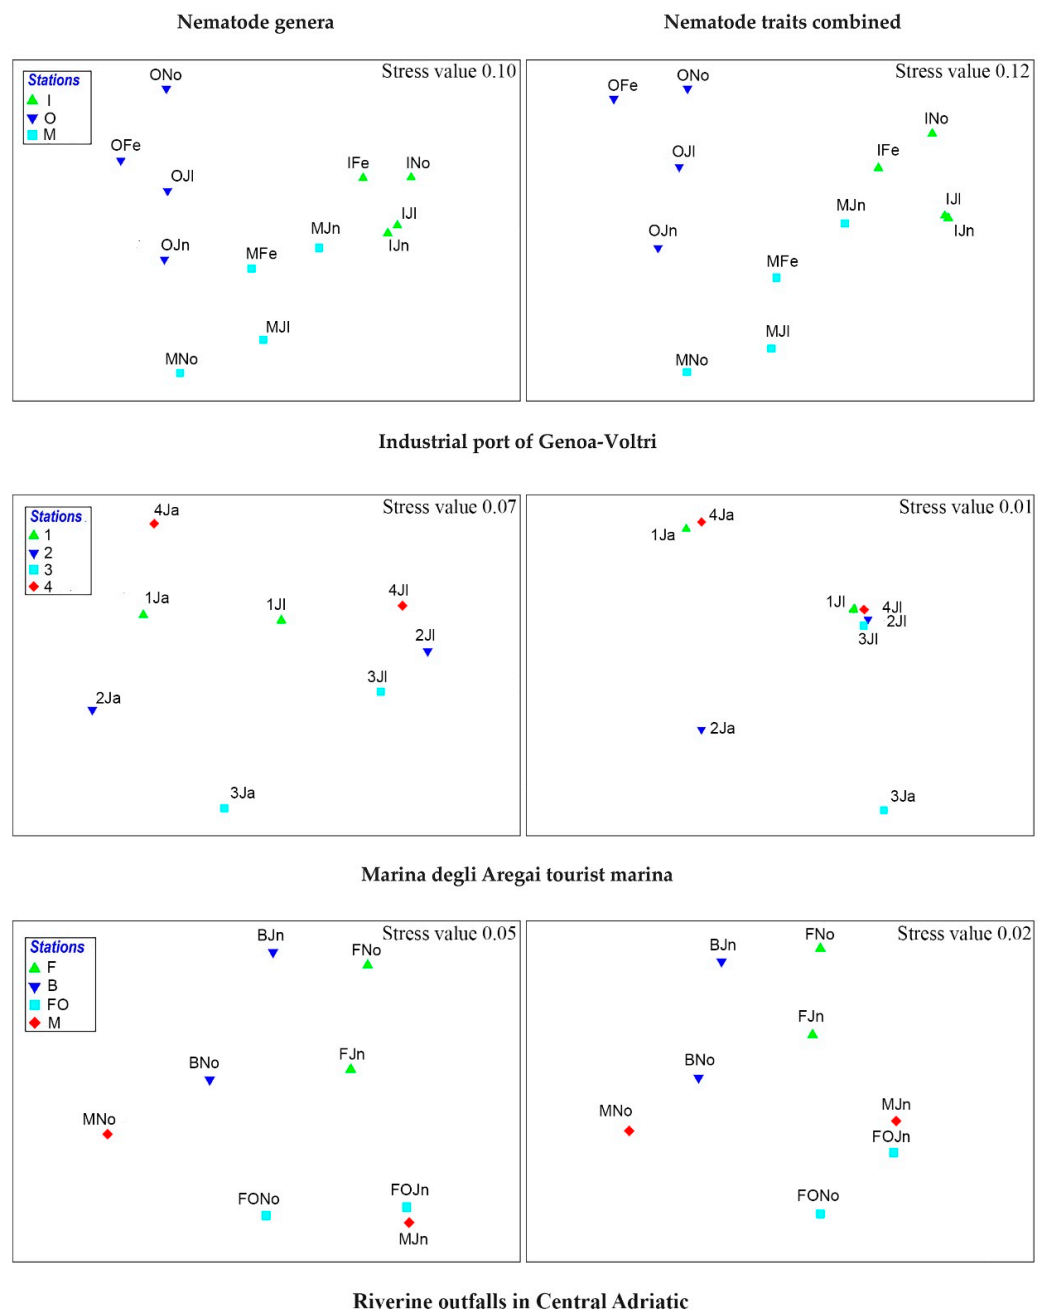 Nematode genera
Nematode traits combined
Stress value 0.10
Stations
I
O
M
ONo
OFe
OJl
OJn
IFe
INo
IJl
IJn
MJn
MFe
MJl
MNo
Stress value 0.12
OFe
ONo
OJl
OJn
INo
IFe
IJl
IJn
MJn
MFe
MJl
MNo
Industrial port of Genoa-Voltri
Stress value 0.07
Stations
1
2
3
4
4Ja
1Ja
1Jl
4Jl
2Jl
3Jl
2Ja
3Ja
Stress value 0.01
4Ja
1Ja
1Jl
4Jl
2Jl
3Jl
2Ja
3Ja
Marina degli Aregai tourist marina
Stress value 0.05
Stations
F
B
FO
M
BJn
FNo
FJn
BNo
MNo
FONo
FOJn
MJn
Stress value 0.02
FNo
BJn
FJn
BNo
MNo
MJn
FOJn
FONo
Riverine outfalls in Central Adriatic